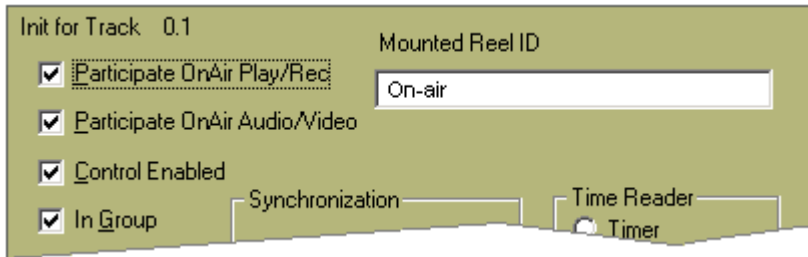 Init for Track 0.1
Mounted Reel ID
Participate OnAir Play/Rec
On-air
Participate OnAir Audio/Video
Control Enabled
Synchronization
Time Reader
In Group
Timer